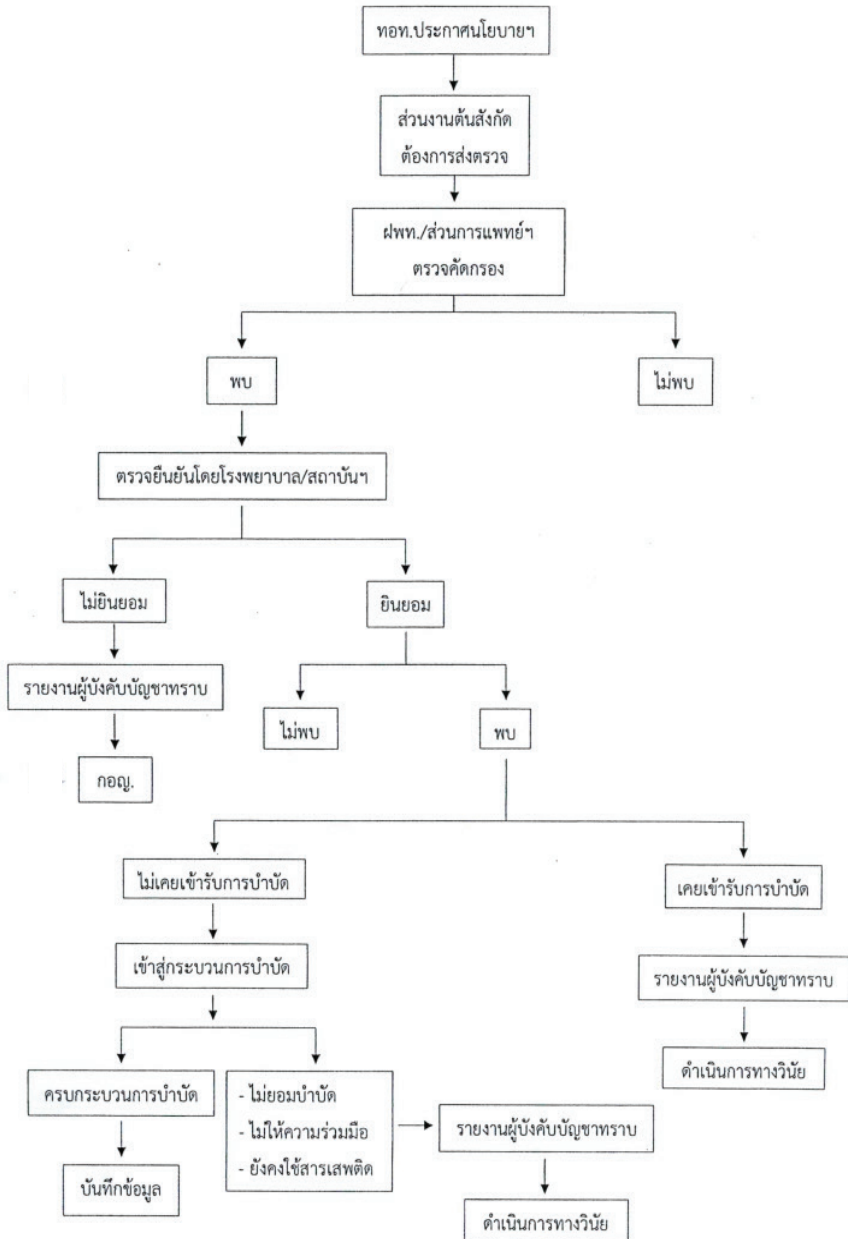 ทอท.ประกาศนโยบายฯ
ส่วนงานต้นสังกัด
ต้องการส่งตรวจ
ฝพท./ส่วนการแพทย์ฯ
ตรวจคัดกรอง
พบ
ไม่พบ
ตรวจยืนยันโดยโรงพยาบาล/สถาบันฯ
ไม่ยินยอม
ยินยอม
รายงานผู้บังคับบัญชาทราบ
ไม่พบ
พบ
กอญ.
ไม่เคยเข้ารับการบำบัด
เคยเข้ารับการบำบัด
เข้าสู่กระบวนการบำบัด
รายงานผู้บังคับบัญชาทราบ
ดำเนินการทางวินัย
ครบกระบวนการบำบัด
- ไม่ยอมบำบัด
- ไม่ให้ความร่วมมือ
- ยังคงใช้สารเสพติด
รายงานผู้บังคับบัญชาทราบ
บันทึกข้อมูล
ดำเนินการทางวินัย